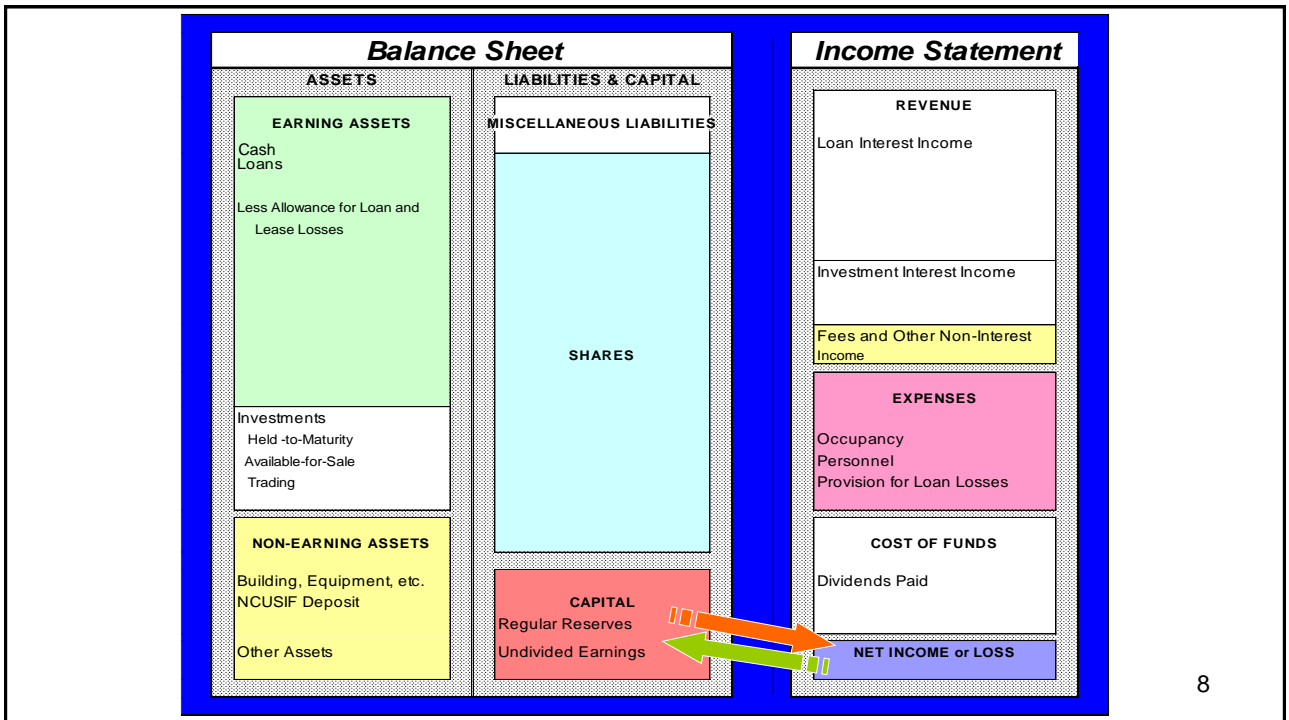 Balance Sheet
ASSETS
EARNING ASSETS
Cash
Loans
Less Allowance for Loan and
Lease Losses
Investments
Held -to-Maturity
Available-for-Sale
Trading
NON-EARNING ASSETS
Building, Equipment, etc.
NCUSIF Deposit
Other Assets
LIABILITIES & CAPITAL
MISCELLANEOUS LIABILITIES
SHARES
CAPITAL
Regular Reserves
Undivided Earnings
Income Statement
REVENUE
Loan Interest Income
Investment Interest Income
Fees and Other Non-Interest
Income
EXPENSES
Occupancy
Personnel
Provision for Loan Losses
COST OF FUNDS
Dividends Paid
NET INCOME or LOSS
8